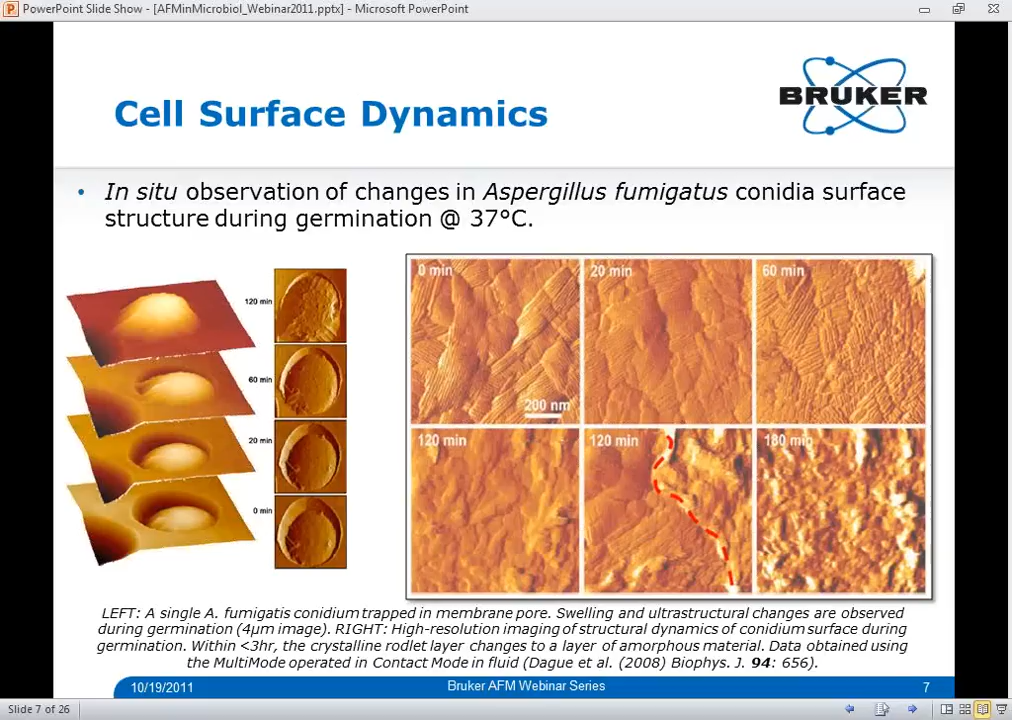 PowerPoint Slide Show - [AFMinMicrobiol_Webinar2011.pptx] - Microsoft PowerPoint
BRUKER
Cell Surface Dynamics
• In situ observation of changes in Aspergillus fumigatus conidia surface
structure during germination @ 37°C.
120 min
60 min
20 min
0 min
0 min
20 min
60 min
200 nm
120 min
120 min
180 min
LEFT: A single A. fumigatis conidium trapped in membrane pore. Swelling and ultrastructural changes are observed
during germination (4µm image). RIGHT: High-resolution imaging of structural dynamics of conidium surface during
germination. Within <3hr, the crystalline rodlet layer changes to a layer of amorphous material. Data obtained using
the MultiMode operated in Contact Mode in fluid (Dague et al. (2008) Biophys. J. 94: 656).
10/19/2011
Bruker AFM Webinar Series
7
Slide 7 of 26